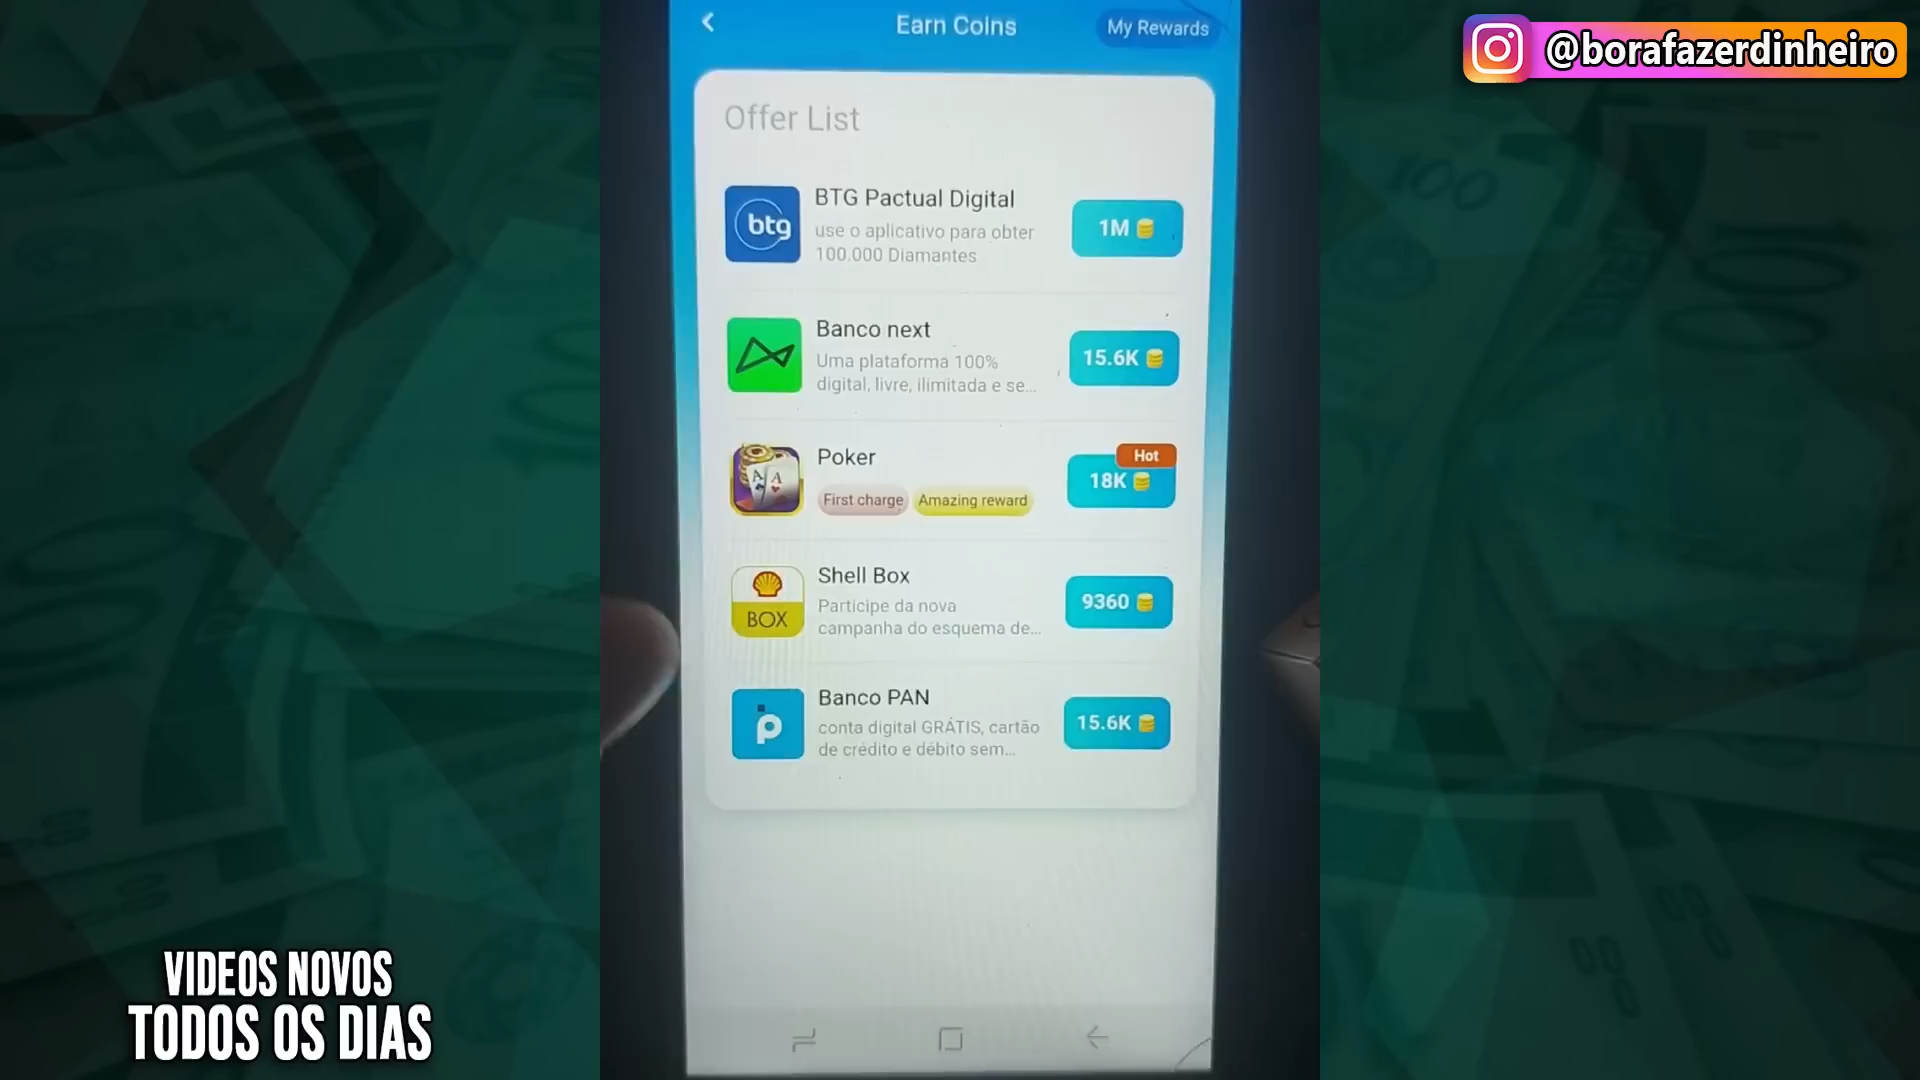 Earn Coins
My Rewards
@borafazerdinheiro
Offer List
btg
BTG Pactual Digital
use o aplicativo para obter
100.000 Diamantes
1M
Banco next
Uma plataforma 100%
digital, livre, ilimitada e se...
15.6K
Poker
First charge
Amazing reward
Hot
18K
A A
BOX
Shell Box
Participe da nova
campanha do esquema de...
9360
Banco PAN
conta digital GRÁTIS, cartão
de crédito e débito sem...
15.6K
p
VIDEOS NOVOS
TODOS OS DIAS
100